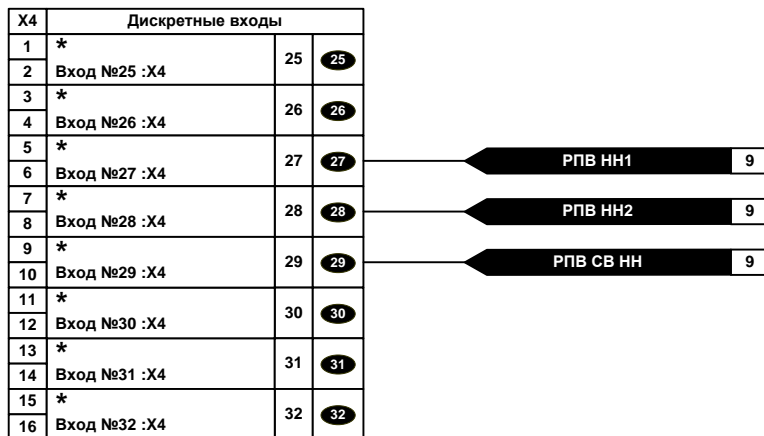 X4 Дискретные входы
1 *
2 Вход №25 :X4 25 25
3 *
4 Вход №26 :X4 26 26
5 *
6 Вход №27 :X4 27 27 РПВ НН1 9
7 *
8 Вход №28 :X4 28 28 РПВ НН2 9
9 *
10 Вход №29 :X4 29 29 РПВ СВ НН 9
11 *
12 Вход №30 :X4 30 30
13 *
14 Вход №31 :X4 31 31
15 *
16 Вход №32 :X4 32 32